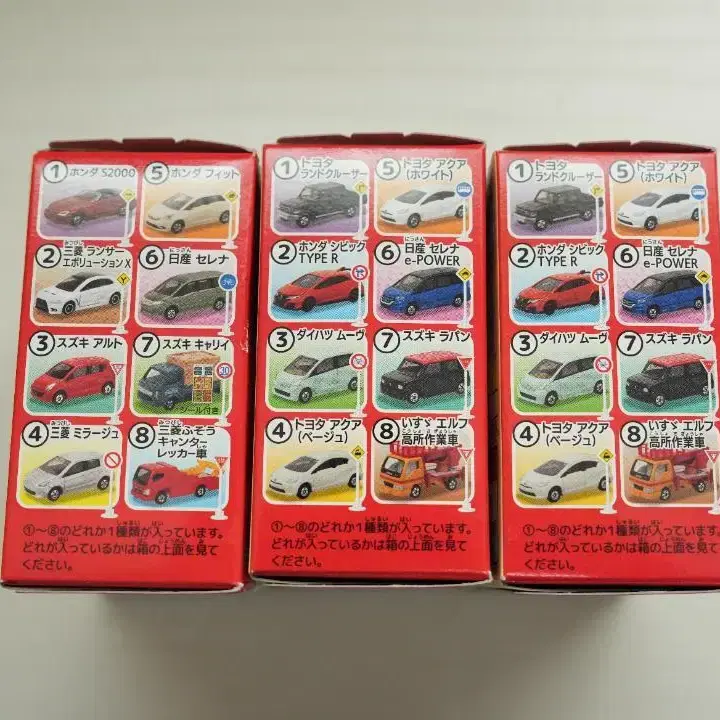 ① ホンダ S2000
⑤ ホンダ フィット
② 三菱 ランサー
エボリューションX
⑥ 日産 セレナ
③ スズキ アルト
⑦ スズキ キャリイ
シール付き
④ 三菱 ミラージュ
⑧ 三菱ふそう
キャンター
レッカー車
①〜⑧のどれか1種類が入っています。
どれが入っているかは箱の上面を見て
ください。
① トヨタ
ランドクルーザー
⑤ トヨタ アクア
(ホワイト)
② ホンダ シビック
TYPE R
⑥ 日産 セレナ
e-POWER
③ ダイハツ ムーヴ
⑦ スズキ ラパン
④ トヨタ アクア
(ベージュ)
⑧ いすゞ エルフ
高所作業車
①〜⑧のどれか1種類が入っています。
どれが入っているかは箱の上面を見て
ください。
① トヨタ
ランドクルーザー
⑤ トヨタ アクア
(ホワイト)
② ホンダ シビック
TYPE R
⑥ 日産 セレナ
e-POWER
③ ダイハツ ムーヴ
⑦ スズキ ラパン
④ トヨタ アクア
(ベージュ)
⑧ いすゞ エルフ
高所作業車
①〜⑧のどれか1種類が入っています。
どれが入っているかは箱の上面を見て
ください。